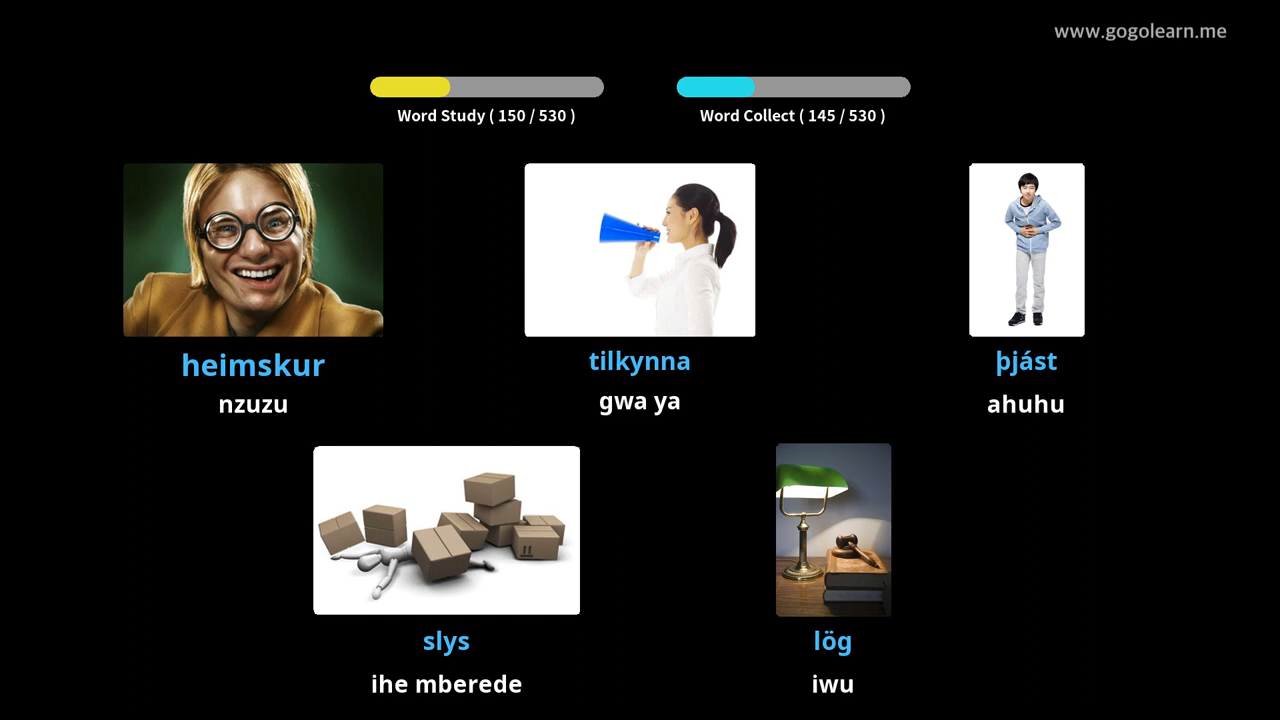 www.gogolearn.me
Word Study ( 150 / 530 )
Word Collect ( 145 / 530 )
heimskur
nzuzu
tilkynna
gwa ya
þjást
ahuhu
slys
ihe mberede
lög
iwu